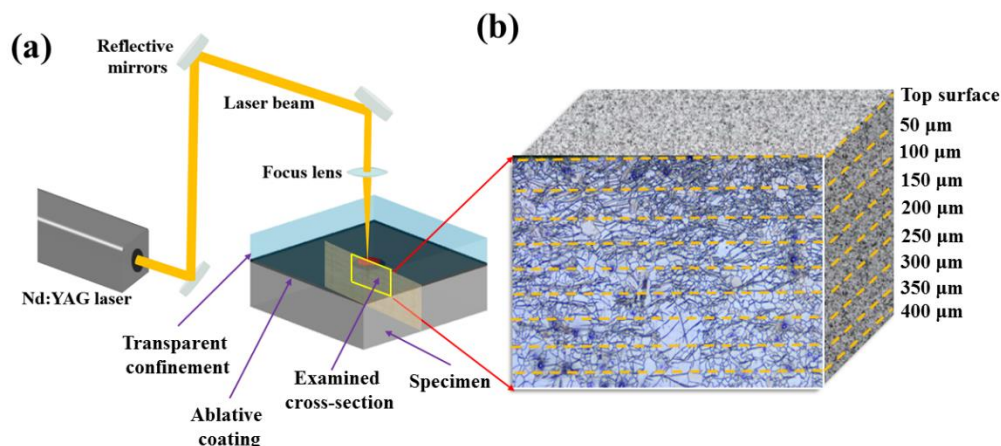 (a)
Reflective
mirrors
Laser beam
Focus lens
Nd:YAG laser
Transparent
confinement
Ablative
coating
Examined
cross-section
Specimen
(b)
Top surface
50 μm
100 μm
150 μm
200 μm
250 μm
300 μm
350 μm
400 μm